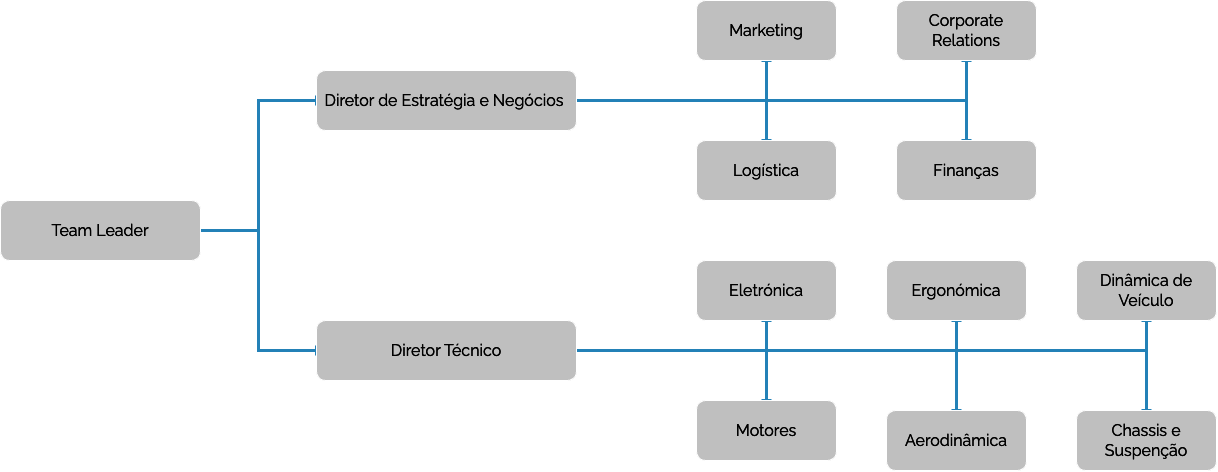 Marketing
Corporate
Relations
Diretor de Estratégia e Negócios
Logística
Finanças
Team Leader
Eletrónica
Ergonómica
Dinâmica de
Veículo
Diretor Técnico
Motores
Aerodinâmica
Chassis e
Suspenção